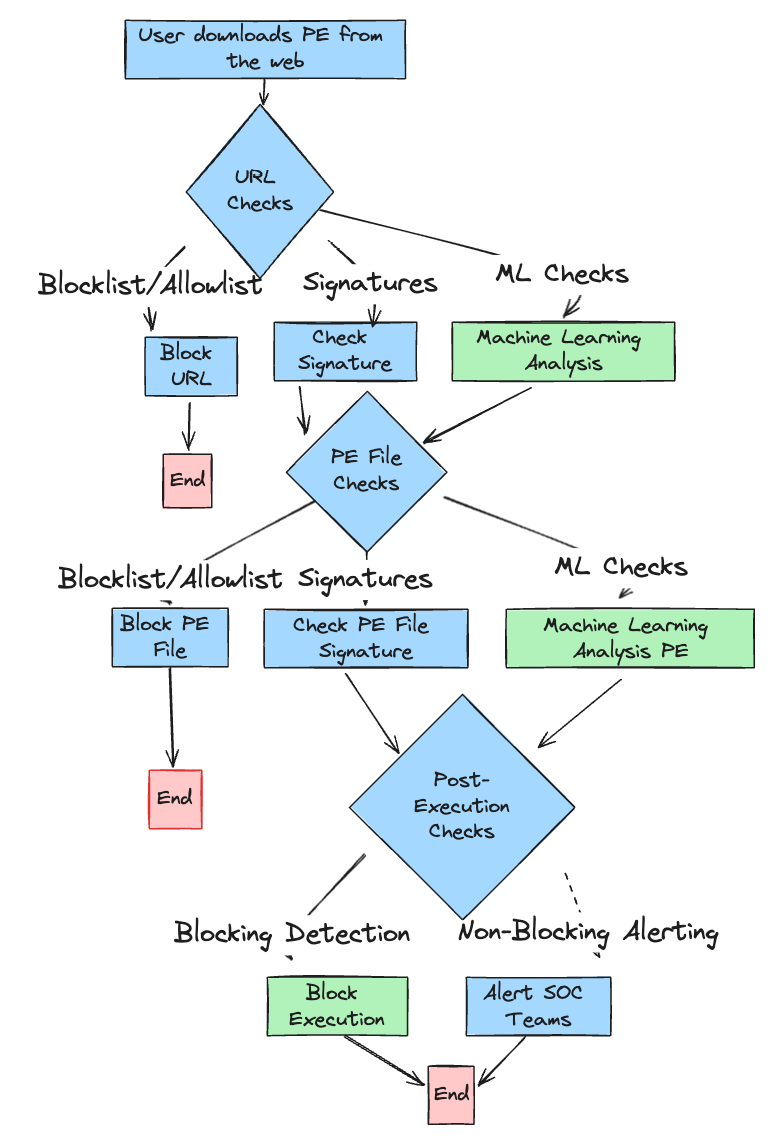 User downloads PE from
the web
URL
Checks
Blocklist/Allowlist
Signatures
ML Checks
Block
URL
Check
Signature
Machine Learning
Analysis
End
PE File
Checks
Blocklist/Allowlist
Signatures
ML Checks
Block PE
File
Check PE File
Signature
Machine Learning
Analysis PE
End
Post-
Execution
Checks
Blocking Detection
Non-Blocking Alerting
Block
Execution
Alert SOC
Teams
End